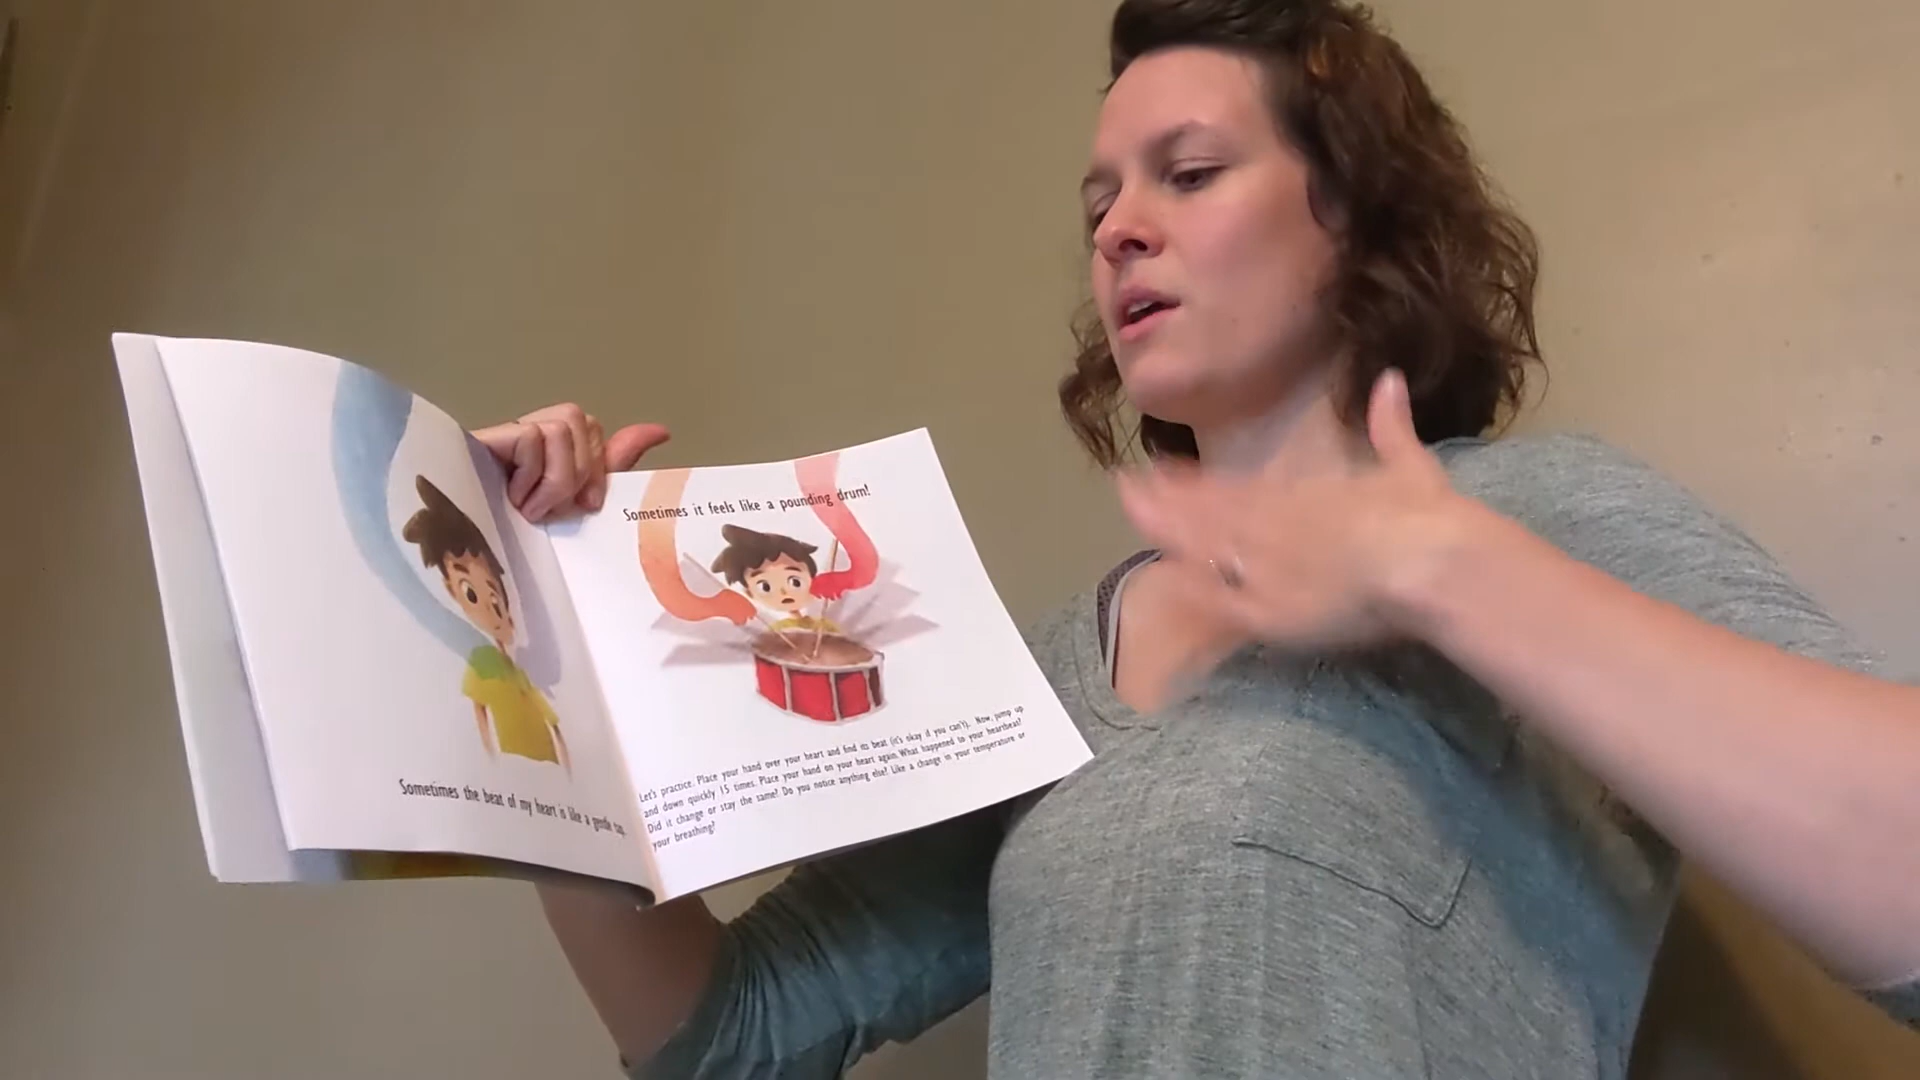 Sometimes the beat of my heart is like a gentle tap.
Sometimes it feels like a pounding drum!
Let's practice. Place your hand over your heart and find its beat (it's okay if you can't). Now, jump up
and down quickly 15 times. Place your hand on your heart again. What happened to your heartbeat?
Did it change or stay the same? Do you notice anything else? Like a change in your temperature or
your breathing?